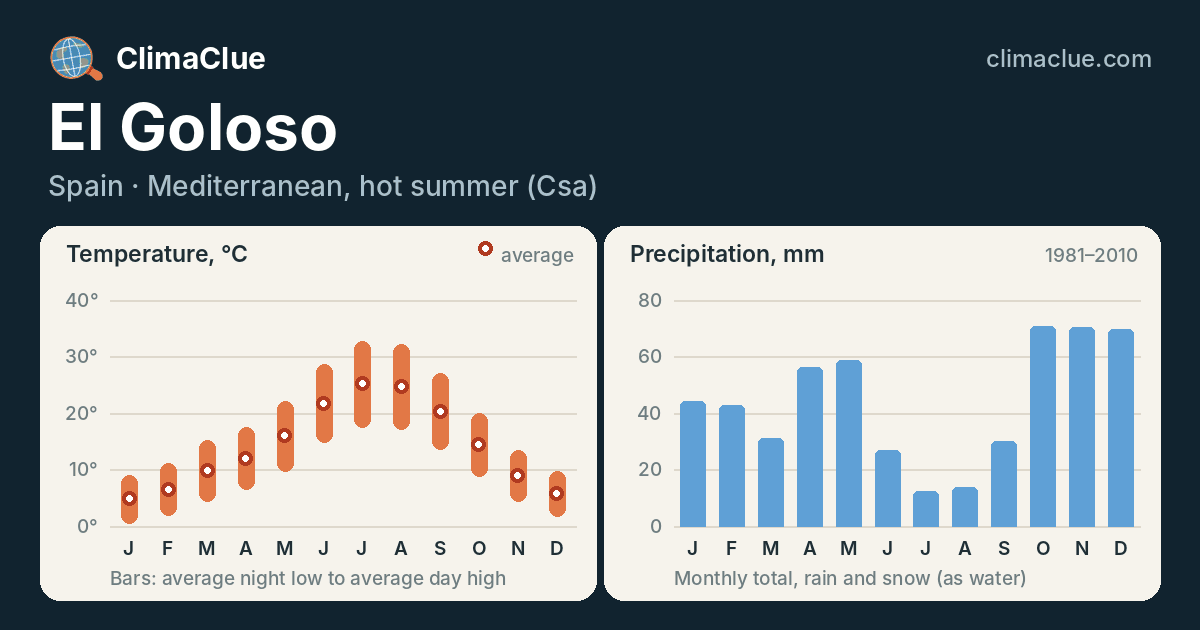 ClimaClue
climaclue.com
El Goloso
Spain · Mediterranean, hot summer (Csa)
Temperature, °C
average
40°
30°
20°
10°
0°
J F M A M J J A S O N D
Bars: average night low to average day high
Precipitation, mm
1981–2010
80
60
40
20
0
J F M A M J J A S O N D
Monthly total, rain and snow (as water)